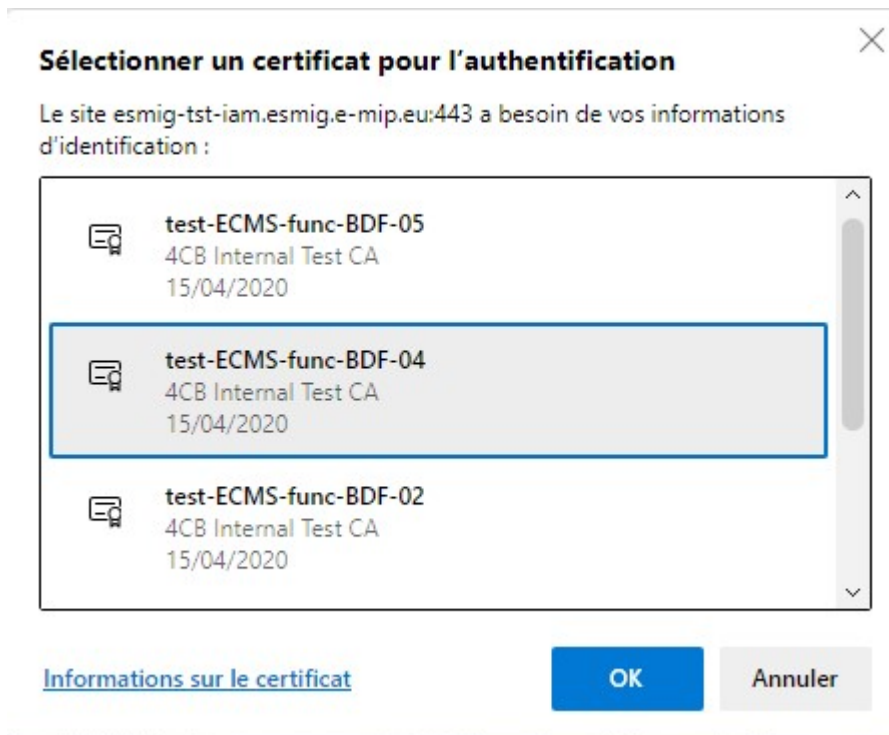 Sélectionner un certificat pour l’authentification
Le site esmig-tst-iam.esmig.e-mip.eu:443 a besoin de vos informations
d'identification :
test-ECMS-func-BDF-05
4CB Internal Test CA
15/04/2020
test-ECMS-func-BDF-04
4CB Internal Test CA
15/04/2020
test-ECMS-func-BDF-02
4CB Internal Test CA
15/04/2020
Informations sur le certificat
OK
Annuler